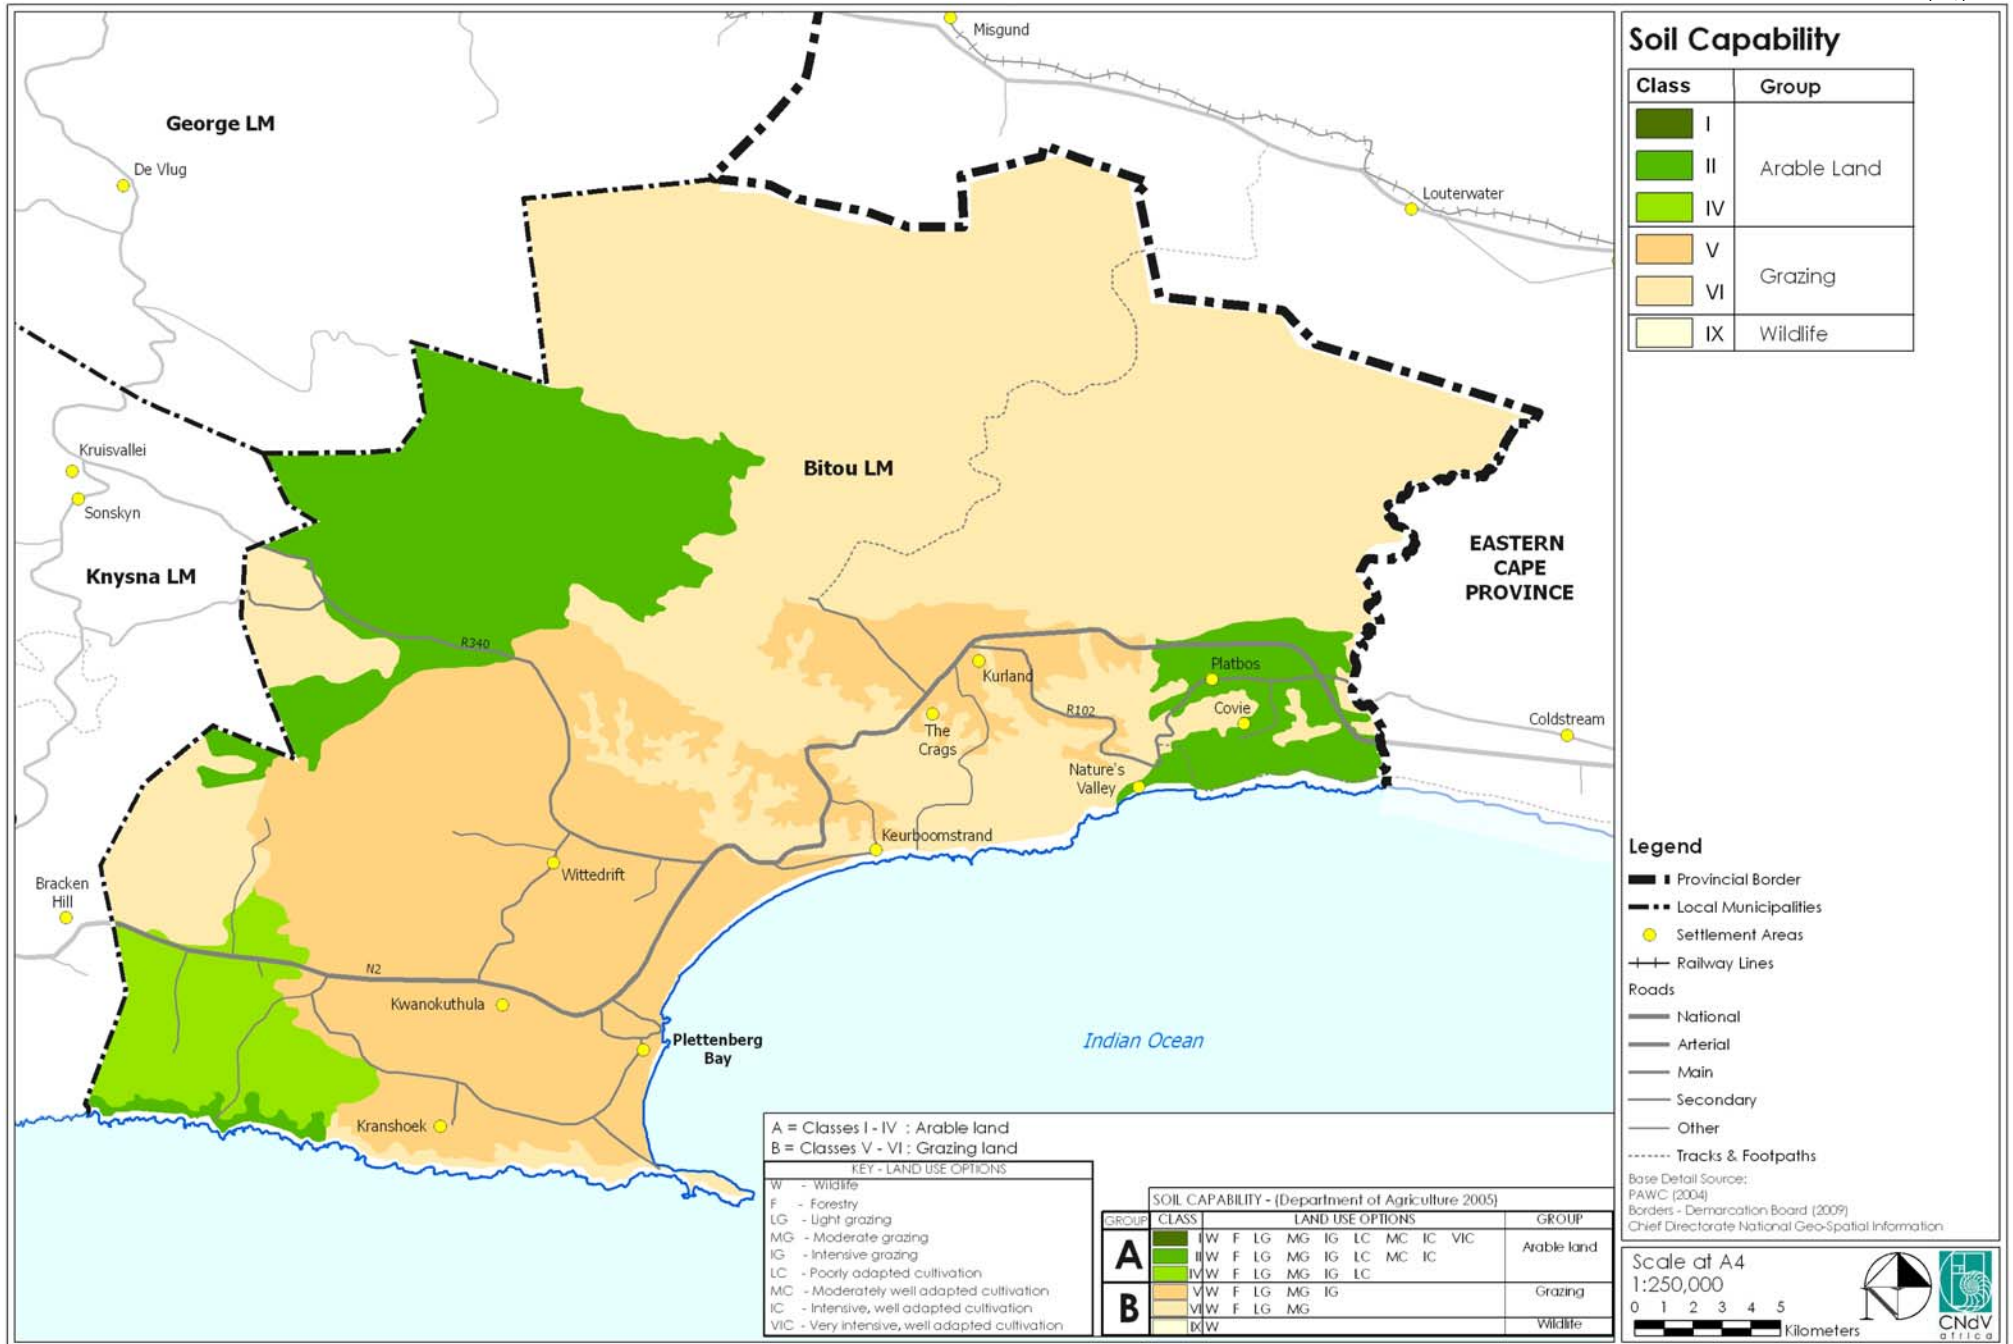 Misgund
George LM
De Vlug
Louterwater
Kruisvallei
Sonskyn
Bitou LM
Knysna LM
EASTERN
CAPE
PROVINCE
R340
Kurland
Platbos
R102
Covie
The
Crags
Coldstream
Nature's
Valley
Keurboomstrand
Wittedrift
Bracken
Hill
N2
Kwanokuthula
Plettenberg
Bay
Indian Ocean
Kranshoek
A = Classes I - IV : Arable land
B = Classes V - VI : Grazing land
KEY - LAND USE OPTIONS
W - Wildlife
F - Forestry
LG - Light grazing
MG - Moderate grazing
IG - Intensive grazing
LC - Poorly adapted cultivation
MC - Moderately well adapted cultivation
IC - Intensive, well adapted cultivation
VIC - Very intensive, well adapted cultivation
SOIL CAPABILITY - (Department of Agriculture 2005)
GROUP CLASS LAND USE OPTIONS GROUP
A
I W F LG MG IG LC MC IC VIC Arable land
II W F LG MG IG LC MC IC
IV W F LG MG IG LC
B
V W F LG MG IG Grazing
VI W F LG MG
IX W Wildlife
Soil Capability
Class Group
I
II Arable Land
IV
V
Grazing
VI
IX Wildlife
Legend
Provincial Border
Local Municipalities
Settlement Areas
Railway Lines
Roads
National
Arterial
Main
Secondary
Other
Tracks & Footpaths
Base Detail Source:
PAWC (2004)
Borders - Demarcation Board (2009)
Chief Directorate National Geo-Spatial Information
Scale at A4
1:250,000
0 1 2 3 4 5
Kilometers
CNdV
africa